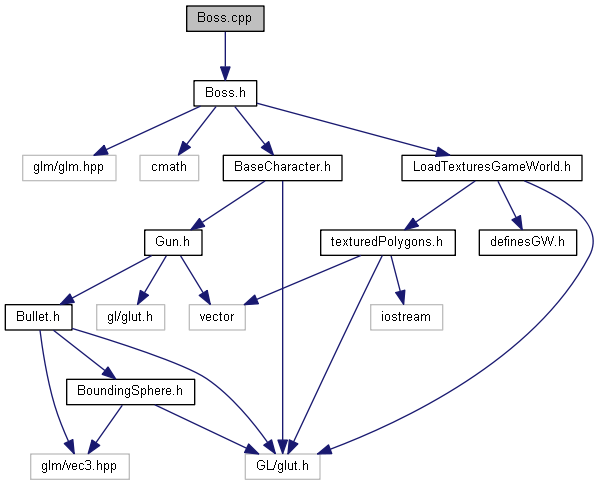 Boss.cpp
Boss.h
glm/glm.hpp
cmath
BaseCharacter.h
LoadTexturesGameWorld.h
Gun.h
texturedPolygons.h
definesGW.h
Bullet.h
gl/glut.h
vector
iostream
BoundingSphere.h
glm/vec3.hpp
GL/glut.h